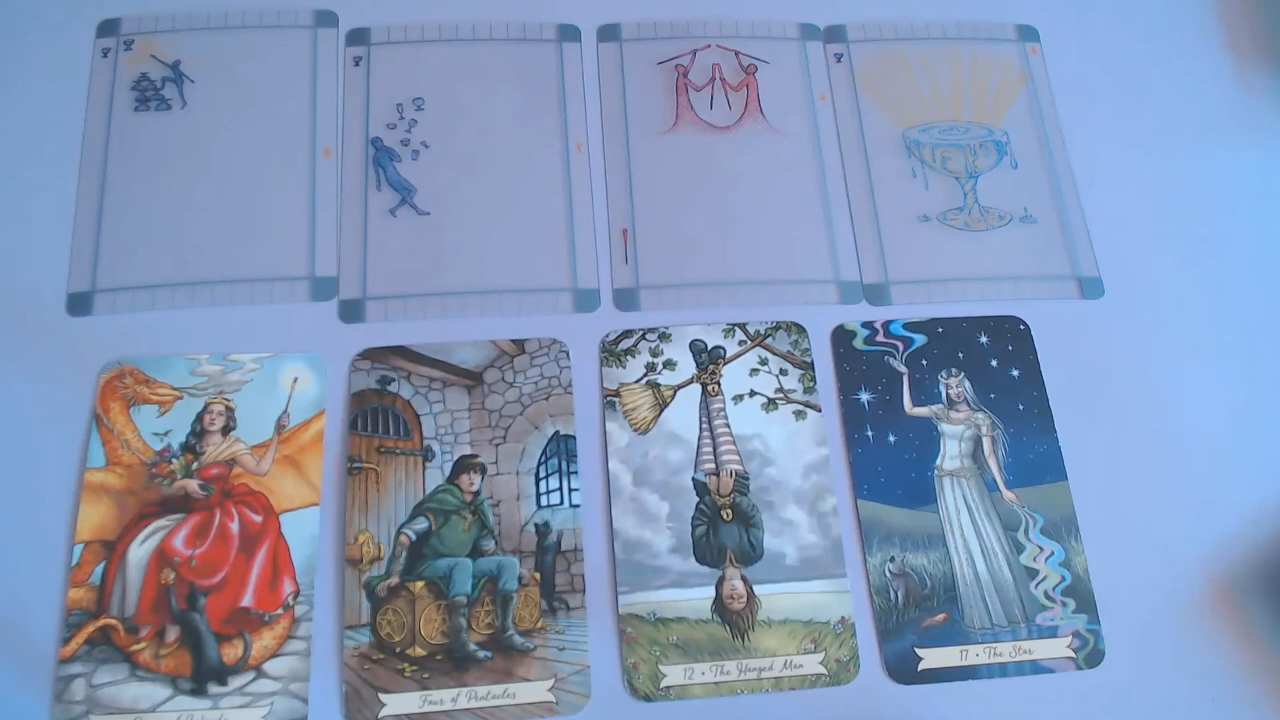 Four of Pentacles
12 • The Hanged Man
17 • The Star